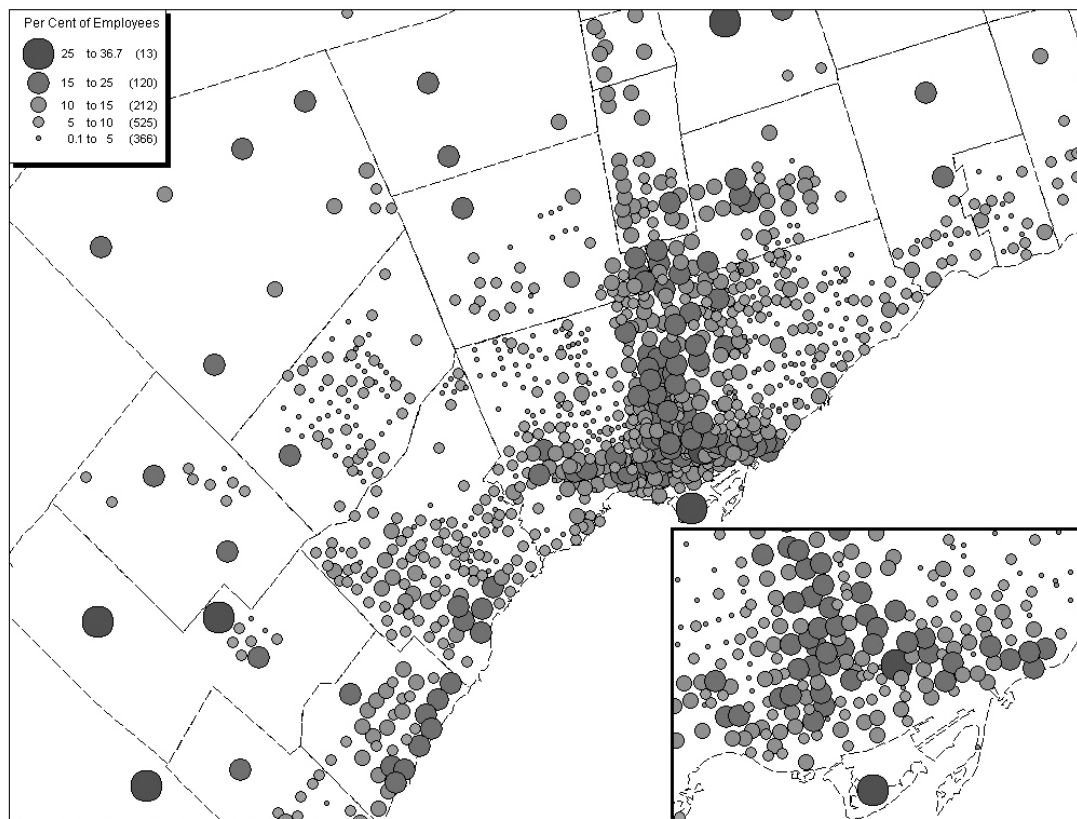 Per Cent of Employees
25 to 36.7 (13)
15 to 25 (120)
10 to 15 (212)
5 to 10 (525)
0.1 to 5 (366)